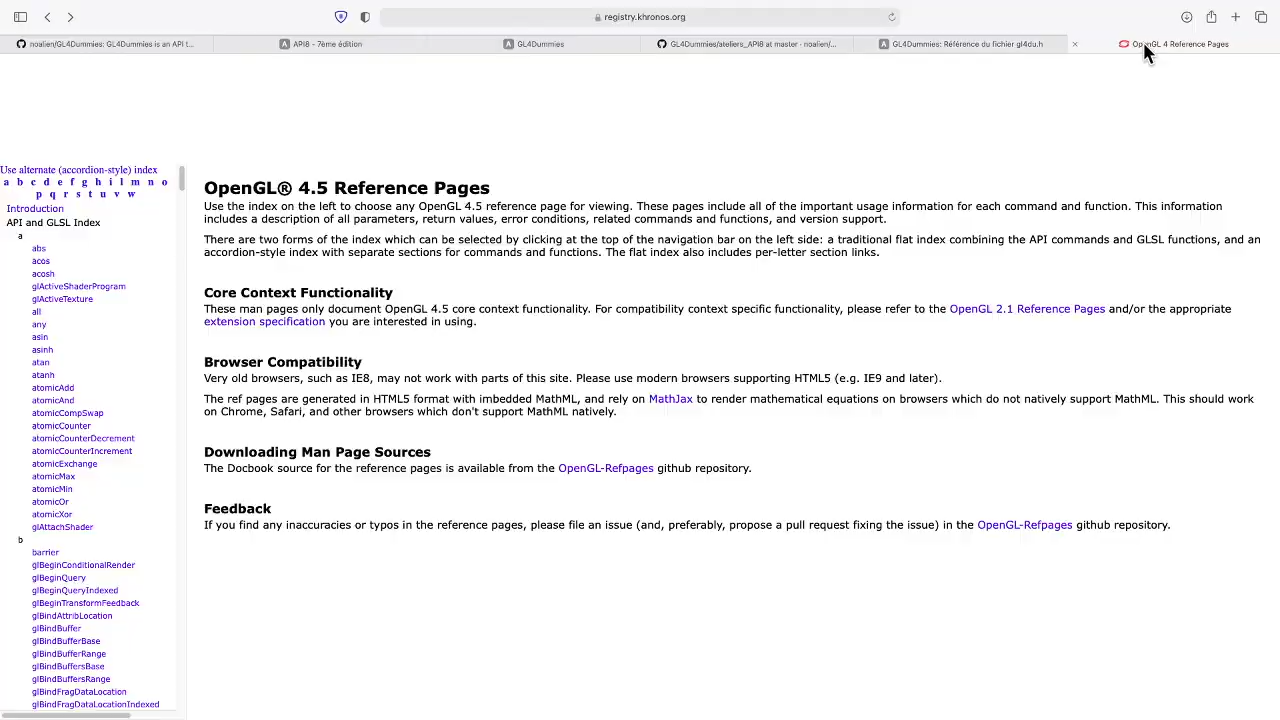 registry.khronos.org
noalien/GL4Dummies: GL4Dummies is an API t...
API8 - 7ème édition
GL4Dummies
GL4Dummies/ateliers_API8 at master · noalien/...
GL4Dummies: Référence du fichier gl4du.h
OpenGL 4 Reference Pages
Use alternate (accordion-style) index
a b c d e f g h i l m n o
p q r s t u v w
Introduction
API and GLSL Index
a
abs
acos
acosh
glActiveShaderProgram
glActiveTexture
all
any
asin
asinh
atan
atanh
atomicAdd
atomicAnd
atomicCompSwap
atomicCounter
atomicCounterDecrement
atomicCounterIncrement
atomicExchange
atomicMax
atomicMin
atomicOr
atomicXor
glAttachShader
b
barrier
glBeginConditionalRender
glBeginQuery
glBeginQueryIndexed
glBeginTransformFeedback
glBindAttribLocation
glBindBuffer
glBindBufferBase
glBindBufferRange
glBindBuffersBase
glBindBuffersRange
glBindFragDataLocation
glBindFragDataLocationIndexed
OpenGL® 4.5 Reference Pages
Use the index on the left to choose any OpenGL 4.5 reference page for viewing. These pages include all of the important usage information for each command and function. This information
includes a description of all parameters, return values, error conditions, related commands and functions, and version support.
There are two forms of the index which can be selected by clicking at the top of the navigation bar on the left side: a traditional flat index combining the API commands and GLSL functions, and an
accordion-style index with separate sections for commands and functions. The flat index also includes per-letter section links.
Core Context Functionality
These man pages only document OpenGL 4.5 core context functionality. For compatibility context specific functionality, please refer to the OpenGL 2.1 Reference Pages and/or the appropriate
extension specification you are interested in using.
Browser Compatibility
Very old browsers, such as IE8, may not work with parts of this site. Please use modern browsers supporting HTML5 (e.g. IE9 and later).
The ref pages are generated in HTML5 format with imbedded MathML, and rely on MathJax to render mathematical equations on browsers which do not natively support MathML. This should work
on Chrome, Safari, and other browsers which don't support MathML natively.
Downloading Man Page Sources
The Docbook source for the reference pages is available from the OpenGL-Refpages github repository.
Feedback
If you find any inaccuracies or typos in the reference pages, please file an issue (and, preferably, propose a pull request fixing the issue) in the OpenGL-Refpages github repository.